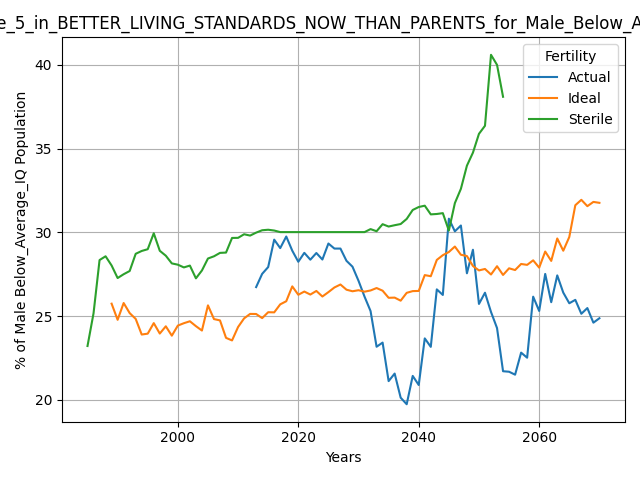 e_5_in_BETTER_LIVING_STANDARDS_NOW_THAN_PARENTS_for_Male_Below_A
Fertility
Actual
Ideal
Sterile
% of Male Below_Average_IQ Population
40
35
30
25
20
2000
2020
2040
2060
Years